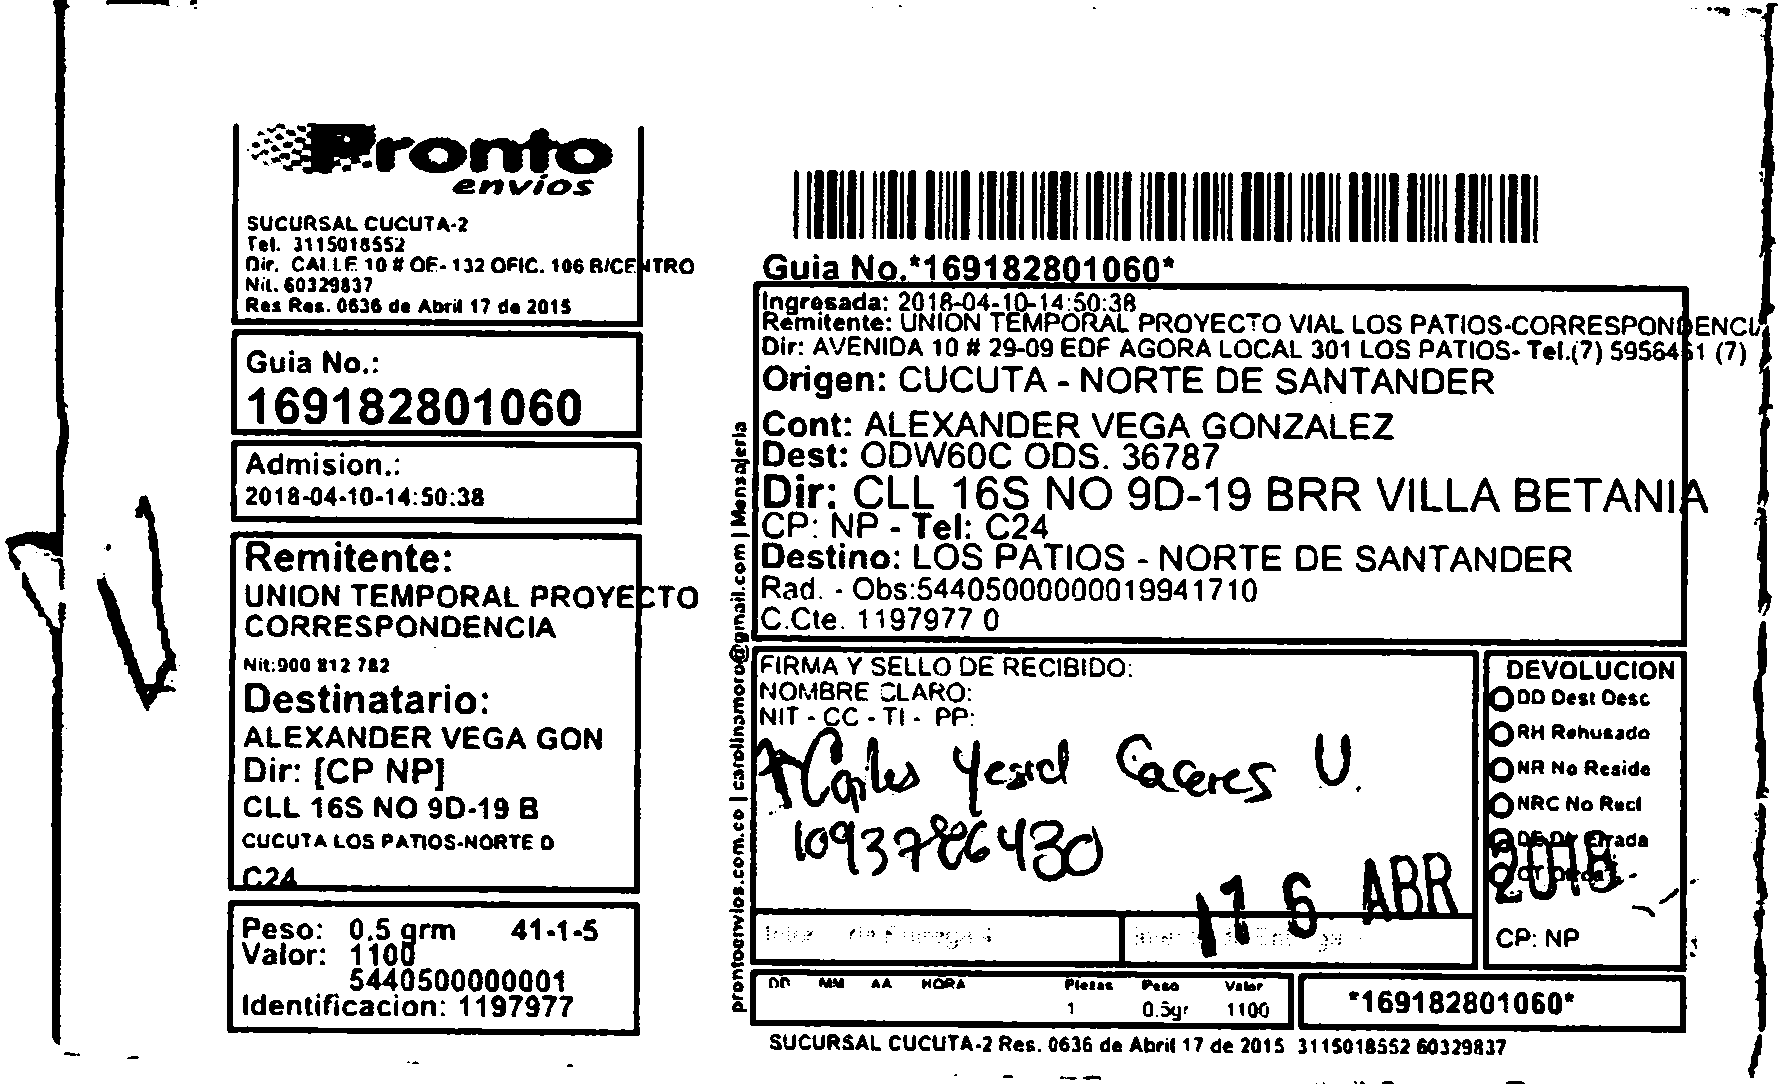 Pronto
envíos
SUCURSAL CUCUTA-2
Tel. 3115018552
Dir. CALLE 10 # OE- 132 OFIC. 106 B/CENTRO
Nit. 60329837
Res Res. 0636 de Abril 17 de 2015
Guia No.:
169182801060
Admision.:
2018-04-10-14:50:38
Remitente:
UNION TEMPORAL PROYECTO
CORRESPONDENCIA
Nit:900 812 782
Destinatario:
ALEXANDER VEGA GON
Dir: [CP NP]
CLL 16S NO 9D-19 B
CUCUTA LOS PATIOS-NORTE D
C24
Peso: 0.5 grm 41-1-5
Valor: 1100
5440500000001
Identificacion: 1197977
prontoenvios.com.co | carolinamoro@gmail.com | Mensajeria
Guia No.*169182801060*
Ingresada: 2018-04-10-14:50:38
Remitente: UNION TEMPORAL PROYECTO VIAL LOS PATIOS-CORRESPONDENCIA
Dir: AVENIDA 10 # 29-09 EDF AGORA LOCAL 301 LOS PATIOS- Tel.(7) 5956461 (7)
Origen: CUCUTA - NORTE DE SANTANDER
Cont: ALEXANDER VEGA GONZALEZ
Dest: ODW60C ODS. 36787
Dir: CLL 16S NO 9D-19 BRR VILLA BETANIA
CP: NP - Tel: C24
Destino: LOS PATIOS - NORTE DE SANTANDER
Rad. - Obs:54405000000019941710
C.Cte. 1197977 0
FIRMA Y SELLO DE RECIBIDO:
NOMBRE CLARO:
NIT - CC - TI - PP:
Carlos Yesid Caceres U.
1093786430
16 ABR 2018
DEVOLUCION
DD Dest Desc
RH Rehusado
NR No Reside
NRC No Recl
DE Dir Errada
CP: NP
DD MM AA HORA Piezas Peso Valor
1 0.5gr 1100
*169182801060*
SUCURSAL CUCUTA-2 Res. 0636 de Abril 17 de 2015 3115018552 60329837